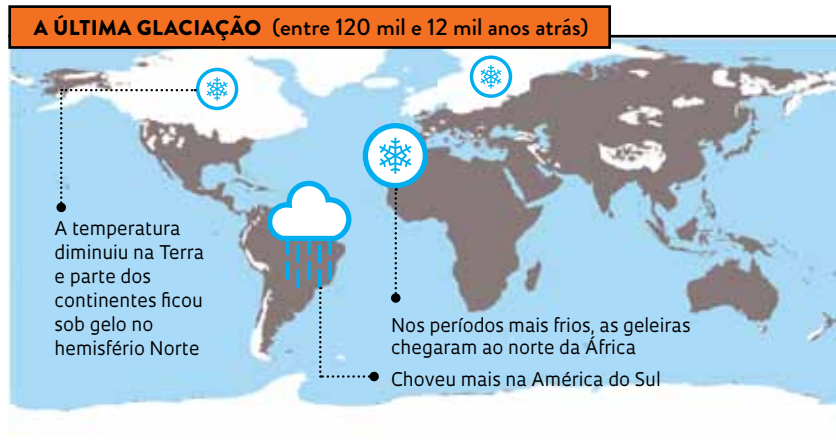 A ÚLTIMA GLACIAÇÃO (entre 120 mil e 12 mil anos atrás)
A temperatura
diminuiu na Terra
e parte dos
continentes ficou
sob gelo no
hemisfério Norte
Nos períodos mais frios, as geleiras
chegaram ao norte da África
Choveu mais na América do Sul